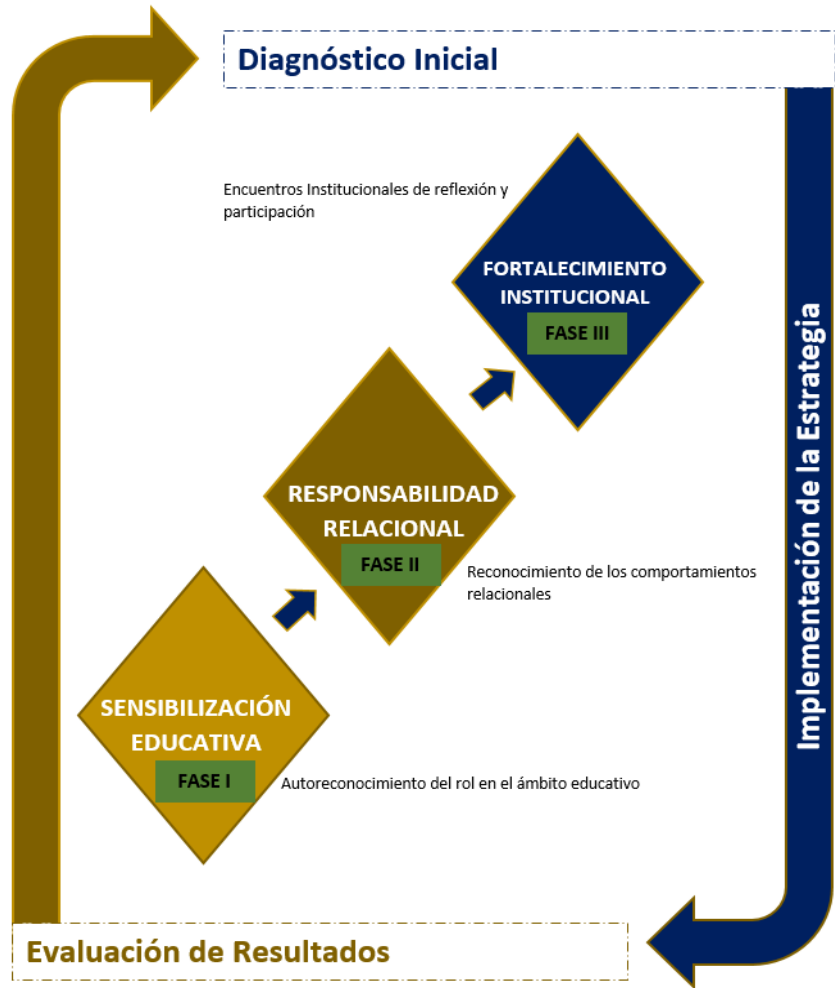 Diagnóstico Inicial
Encuentros Institucionales de reflexión y
participación
FORTALECIMIENTO
INSTITUCIONAL
FASE III
Implementación de la Estrategia
RESPONSABILIDAD
RELACIONAL
FASE II
Reconocimiento de los comportamientos
relacionales
SENSIBILIZACIÓN
EDUCATIVA
FASE I
Autoreconocimiento del rol en el ámbito educativo
Evaluación de Resultados